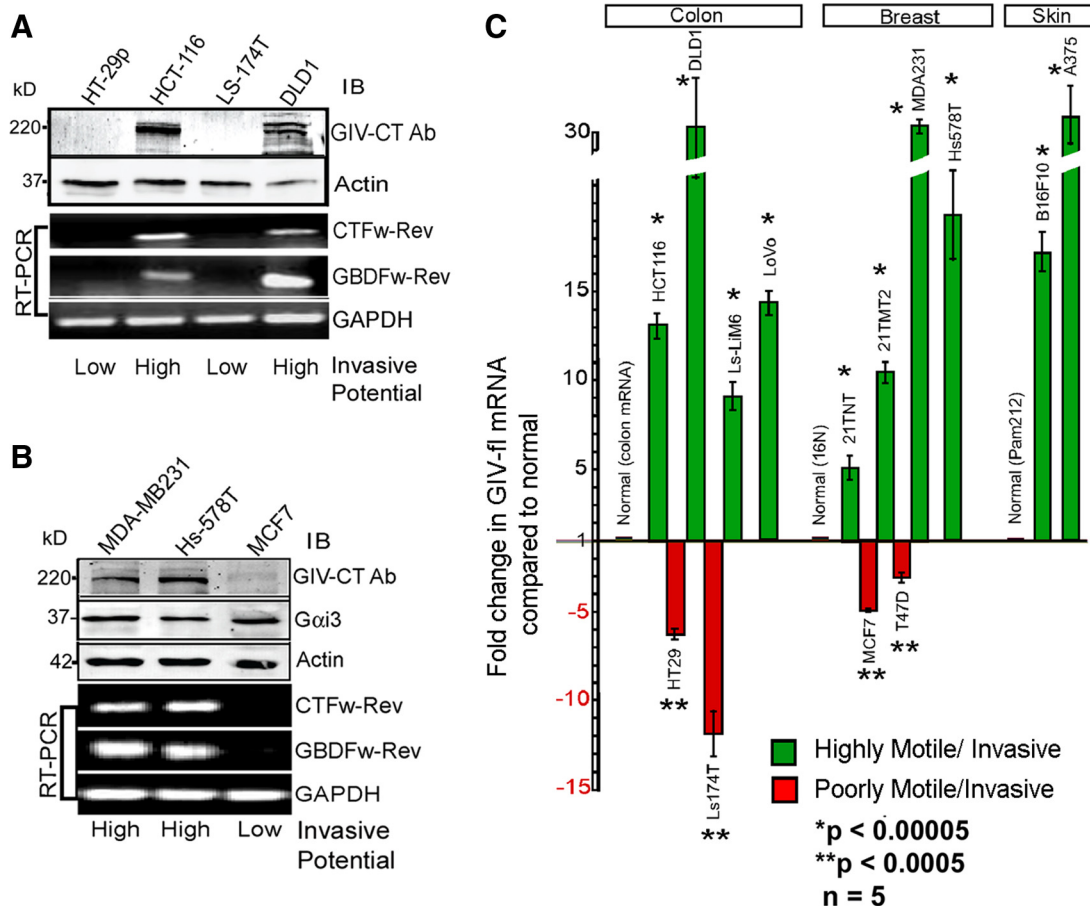 A
HT-29p
HCT-116
LS-174T
DLD1
kD
IB
220
GIV-CT Ab
37
Actin
RT-PCR
CTFw-Rev
GBDFw-Rev
GAPDH
Low High Low High Invasive
Potential
B
MDA-MB231
Hs-578T
MCF7
kD
IB
220
GIV-CT Ab
37
Gαi3
42
Actin
RT-PCR
CTFw-Rev
GBDFw-Rev
GAPDH
High High Low Invasive
Potential
C
Colon
Breast
Skin
Fold change in GIV-fl mRNA
compared to normal
30
15
10
5
1
-5
-10
-15
Normal (colon mRNA)
HCT116
*
HT29
**
DLD1
*
Ls174T
**
Ls-LiM6
*
LoVo
*
Normal (16N)
21TNT
*
MCF7
**
21TMT2
*
T47D
**
MDA231
*
Hs578T
*
Normal (Pam212)
B16F10
*
A375
*
Highly Motile/ Invasive
Poorly Motile/Invasive
*p < 0.00005
**p < 0.0005
n = 5